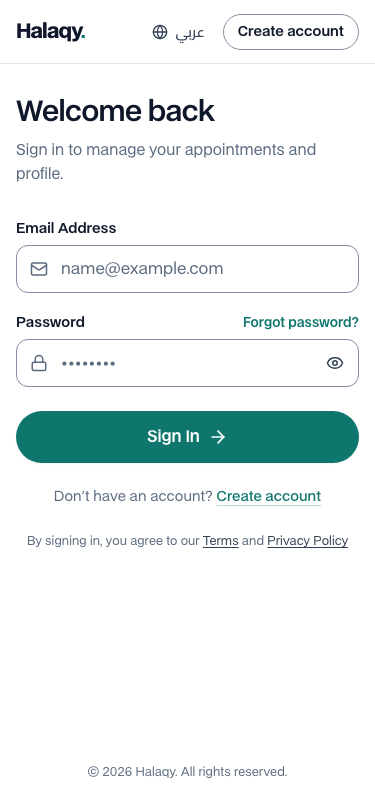 Halaqy.
عربي
Create account
Welcome back
Sign in to manage your appointments and
profile.
Email Address
name@example.com
Password
Forgot password?
••••••••
Sign In
Don't have an account? Create account
By signing in, you agree to our Terms and Privacy Policy
© 2026 Halaqy. All rights reserved.